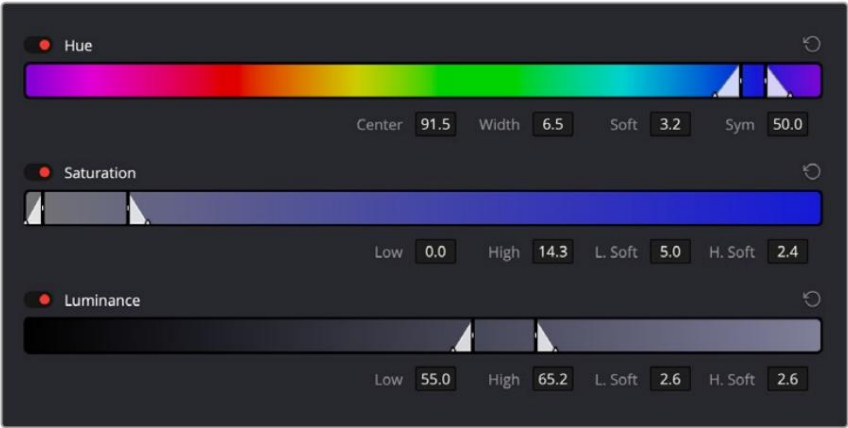 Hue
Center 91.5 Width 6.5 Soft 3.2 Sym 50.0
Saturation
Low 0.0 High 14.3 L. Soft 5.0 H. Soft 2.4
Luminance
Low 55.0 High 65.2 L. Soft 2.6 H. Soft 2.6